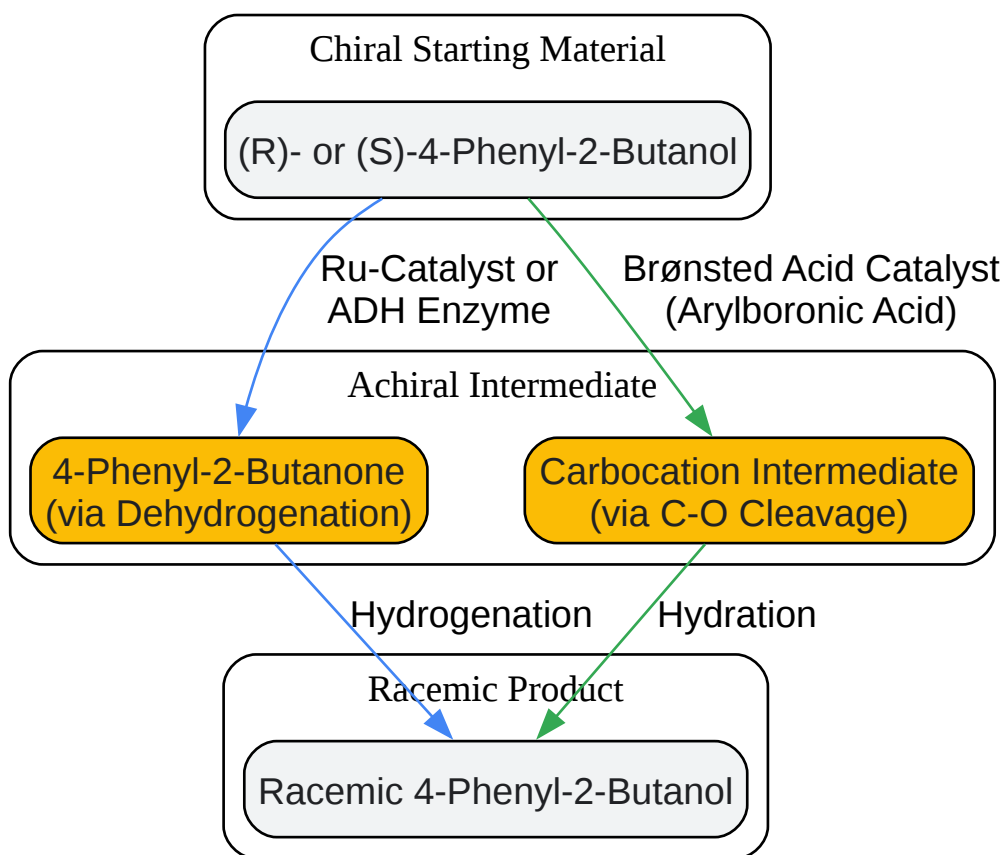 Chiral Starting Material
(R)- or (S)-4-Phenyl-2-Butanol
Ru-Catalyst or
ADH Enzyme
Brønsted Acid Catalyst
(Arylboronic Acid)
Achiral Intermediate
4-Phenyl-2-Butanone
(via Dehydrogenation)
Carbocation Intermediate
(via C-O Cleavage)
Hydrogenation
Hydration
Racemic Product
Racemic 4-Phenyl-2-Butanol